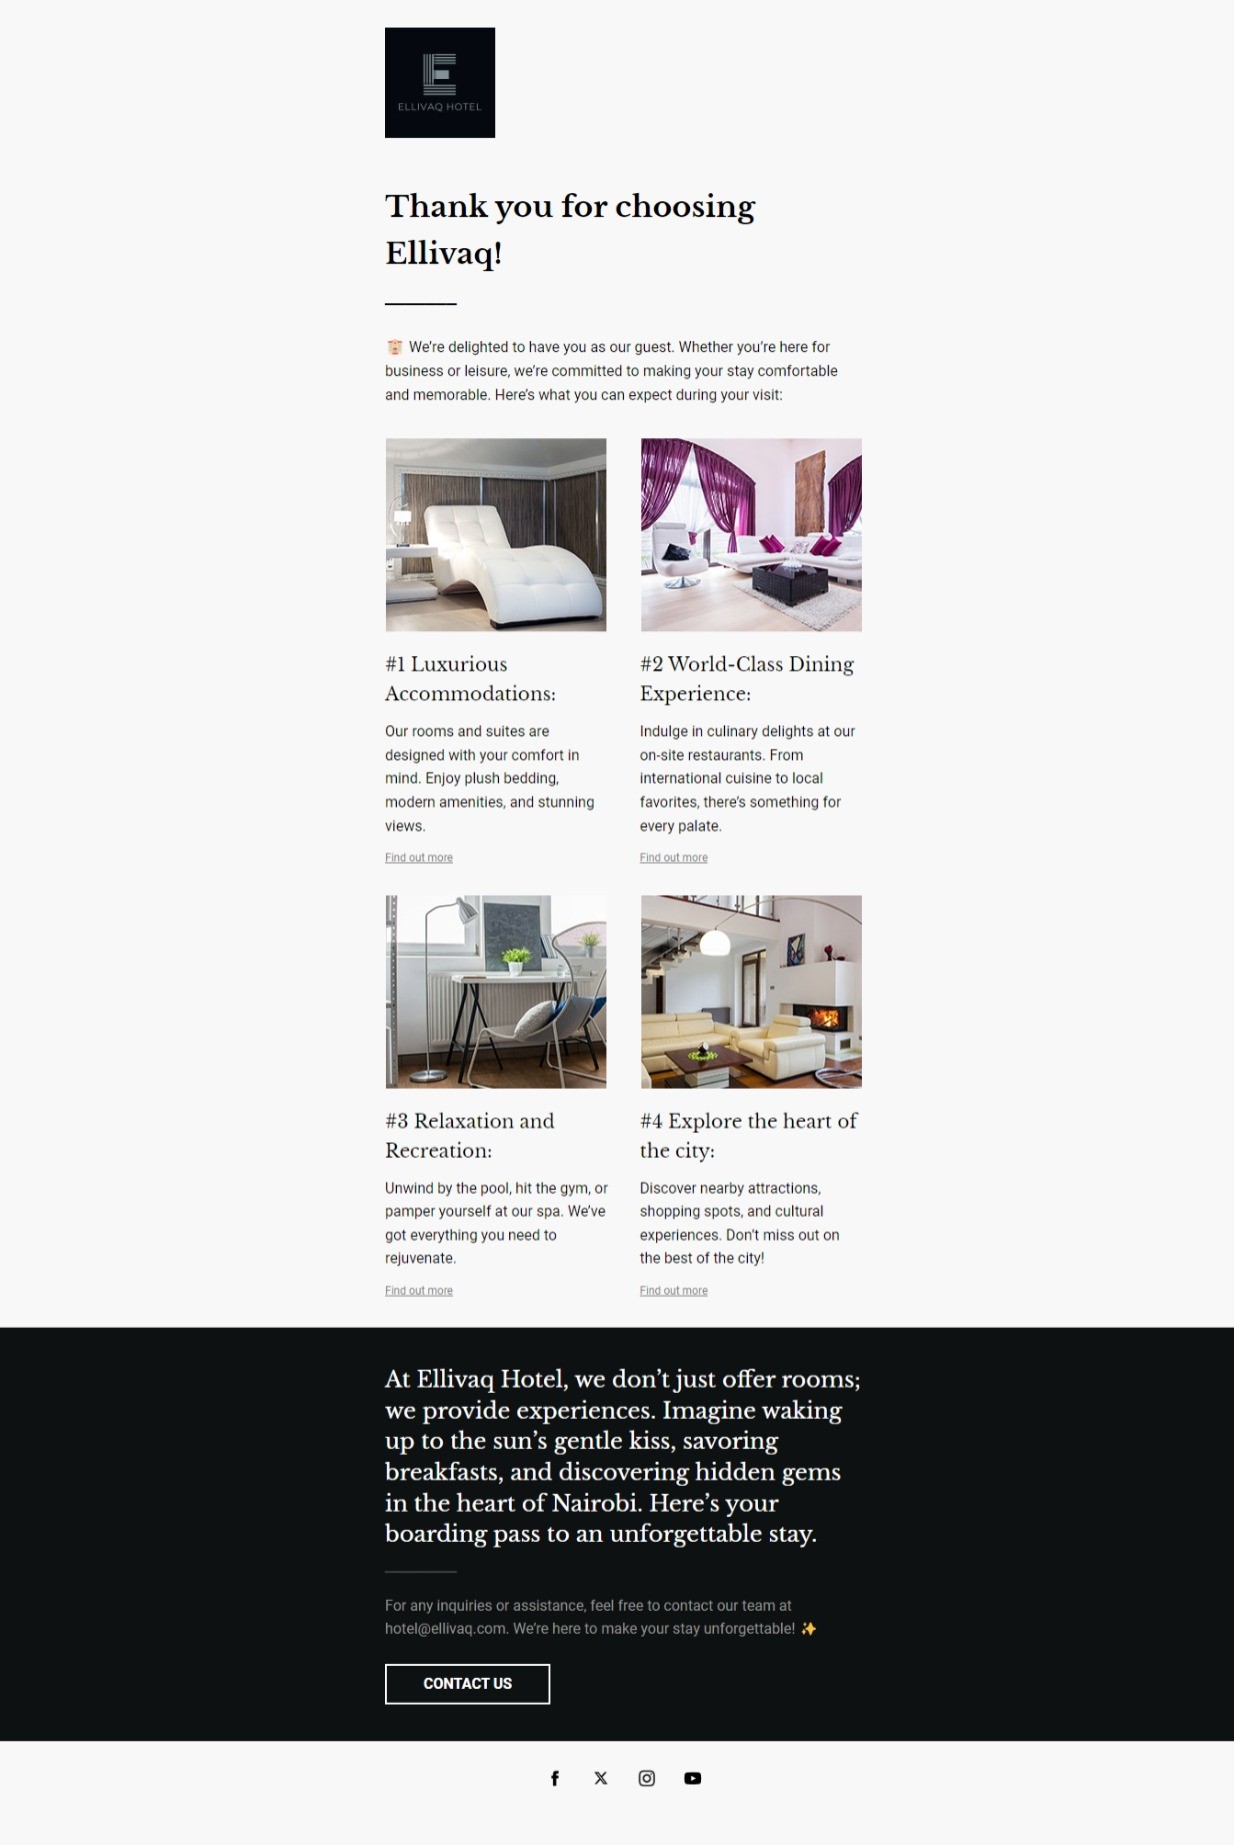 E
ELLIVAQ HOTEL
Thank you for choosing
Ellivaq!
🏩 We’re delighted to have you as our guest. Whether you’re here for
business or leisure, we’re committed to making your stay comfortable
and memorable. Here’s what you can expect during your visit:
#1 Luxurious
Accommodations:
Our rooms and suites are
designed with your comfort in
mind. Enjoy plush bedding,
modern amenities, and stunning
views.
Find out more
#2 World-Class Dining
Experience:
Indulge in culinary delights at our
on-site restaurants. From
international cuisine to local
favorites, there’s something for
every palate.
Find out more
#3 Relaxation and
Recreation:
Unwind by the pool, hit the gym, or
pamper yourself at our spa. We’ve
got everything you need to
rejuvenate.
Find out more
#4 Explore the heart of
the city:
Discover nearby attractions,
shopping spots, and cultural
experiences. Don’t miss out on
the best of the city!
Find out more
At Ellivaq Hotel, we don’t just offer rooms;
we provide experiences. Imagine waking
up to the sun’s gentle kiss, savoring
breakfasts, and discovering hidden gems
in the heart of Nairobi. Here’s your
boarding pass to an unforgettable stay.
For any inquiries or assistance, feel free to contact our team at
hotel@ellivaq.com. We’re here to make your stay unforgettable! ✨
CONTACT US